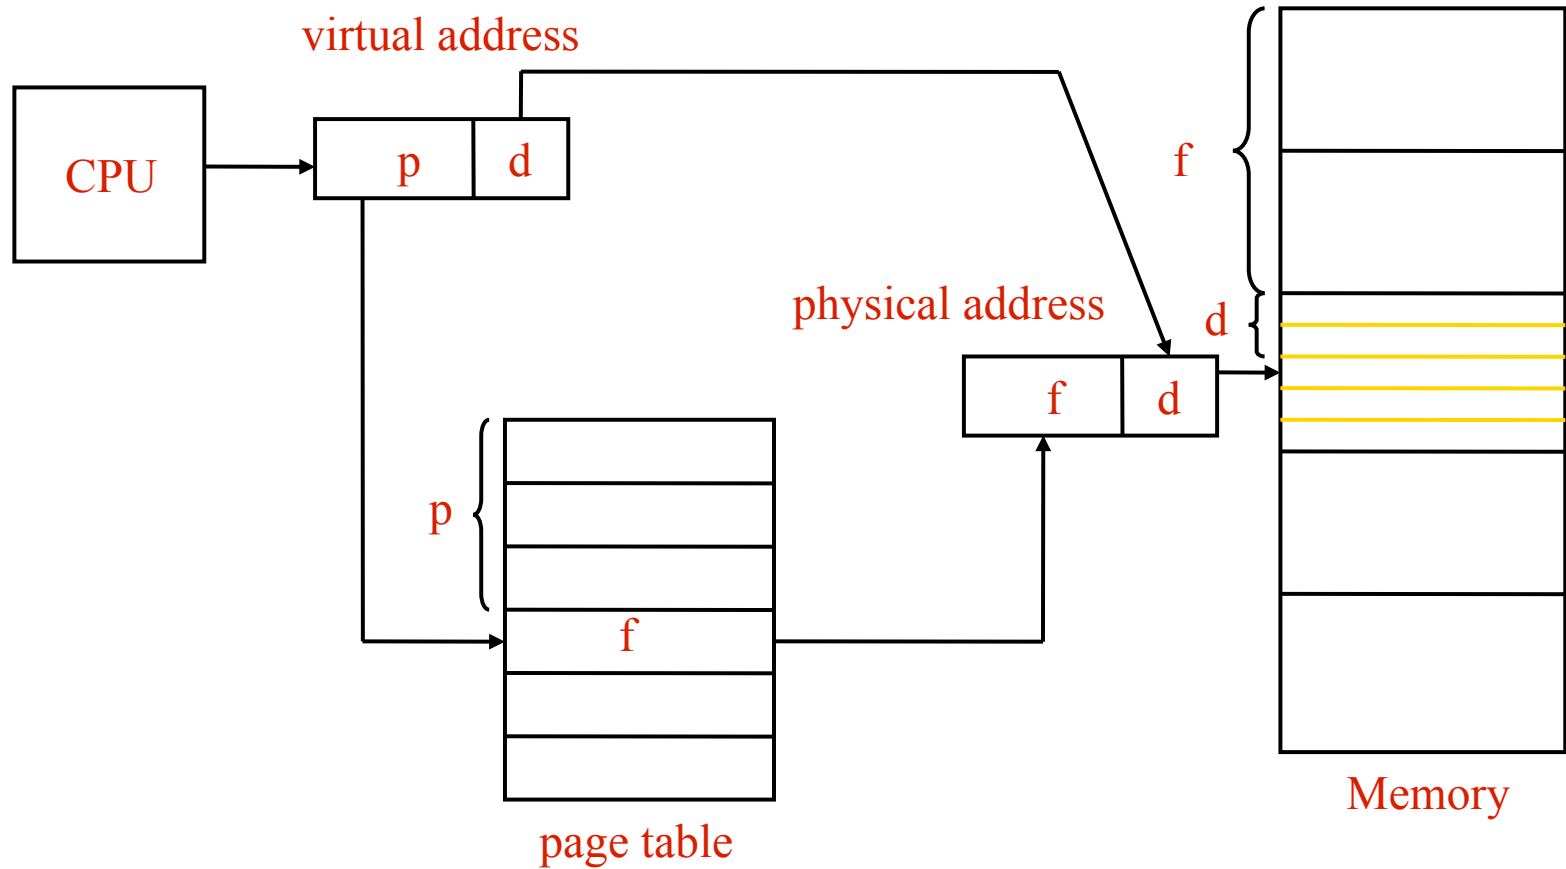 virtual address
CPU
p
d
f
physical address
d
f
d
p
f
page table
Memory